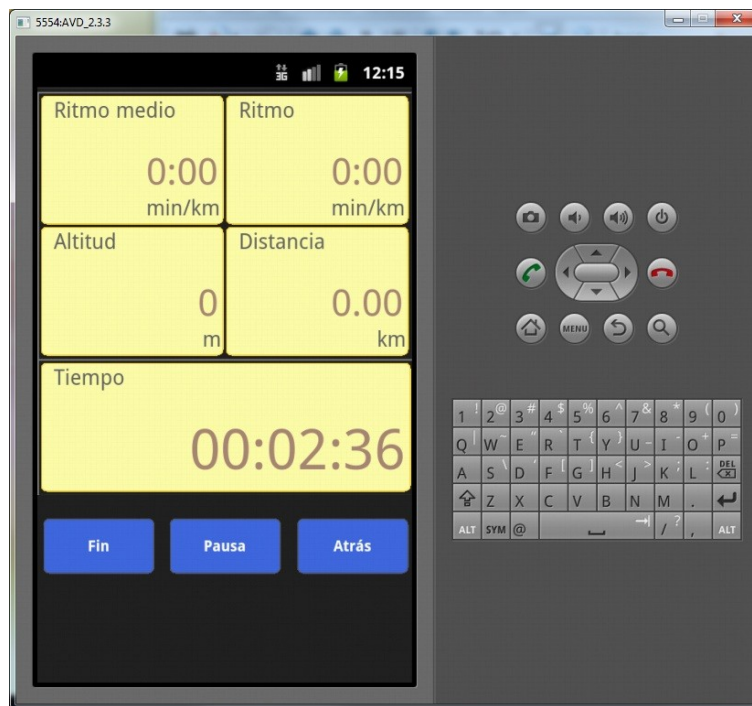 5554:AVD_2.3.3
3G 12:15
Ritmo medio Ritmo
0:00 0:00
min/km min/km
Altitud Distancia
0 0.00
m km
Tiempo
00:02:36
Fin Pausa Atrás
MENU
1 ! 2 @ 3 # 4 $ 5 % 6 ^ 7 & 8 * 9 ( 0 )
Q | W ~ E " R ` T { Y } U _ I - O + P =
A S \ D ' F [ G ] H < J > K ; L : DEL
Z X C V B N M .
ALT SYM @ / ? , ALT